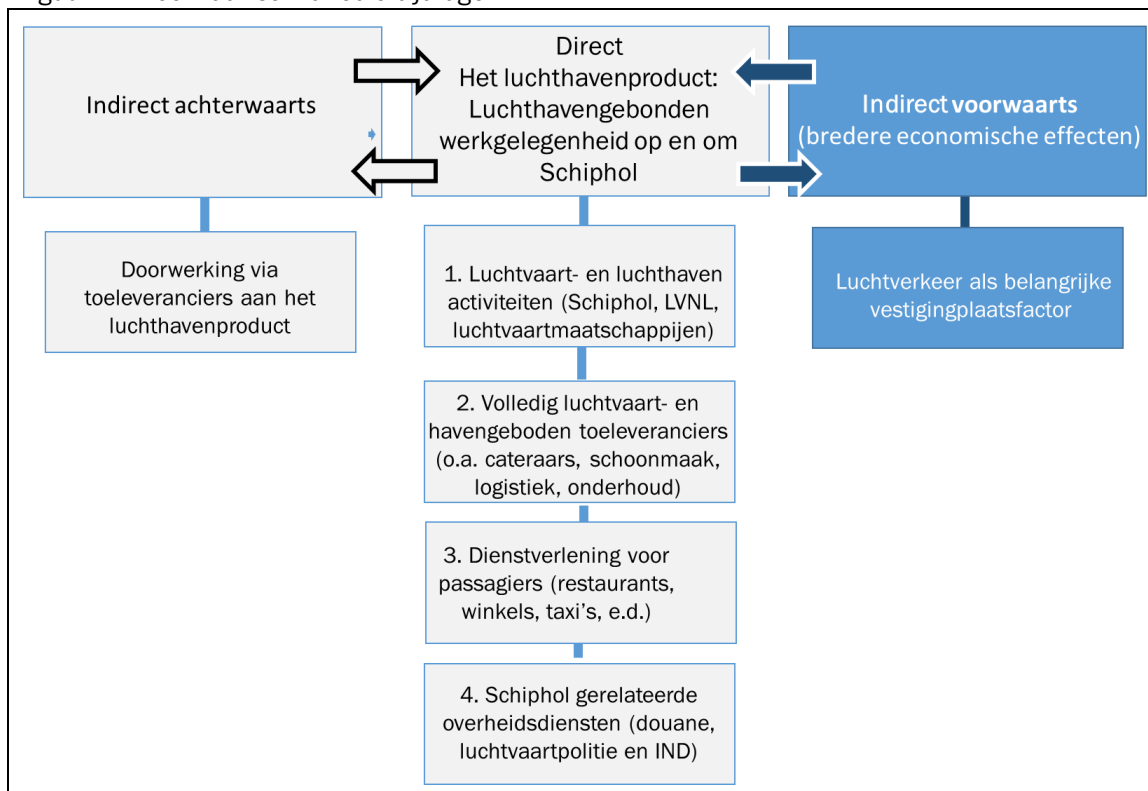 Indirect achterwaarts
Direct
Het luchthavenproduct:
Luchthavengebonden
werkgelegenheid op en om
Schiphol
Indirect voorwaarts
(bredere economische effecten)
Doorwerking via
toeleveranciers aan het
luchthavenproduct
1. Luchtvaart- en luchthaven
activiteiten (Schiphol, LVNL,
luchtvaartmaatschappijen)
Luchtverkeer als belangrijke
vestigingplaatsfactor
2. Volledig luchtvaart- en
havengeboden toeleveranciers
(o.a. cateraars, schoonmaak,
logistiek, onderhoud)
3. Dienstverlening voor
passagiers (restaurants,
winkels, taxi’s, e.d.)
4. Schiphol gerelateerde
overheidsdiensten (douane,
luchtvaartpolitie en IND)